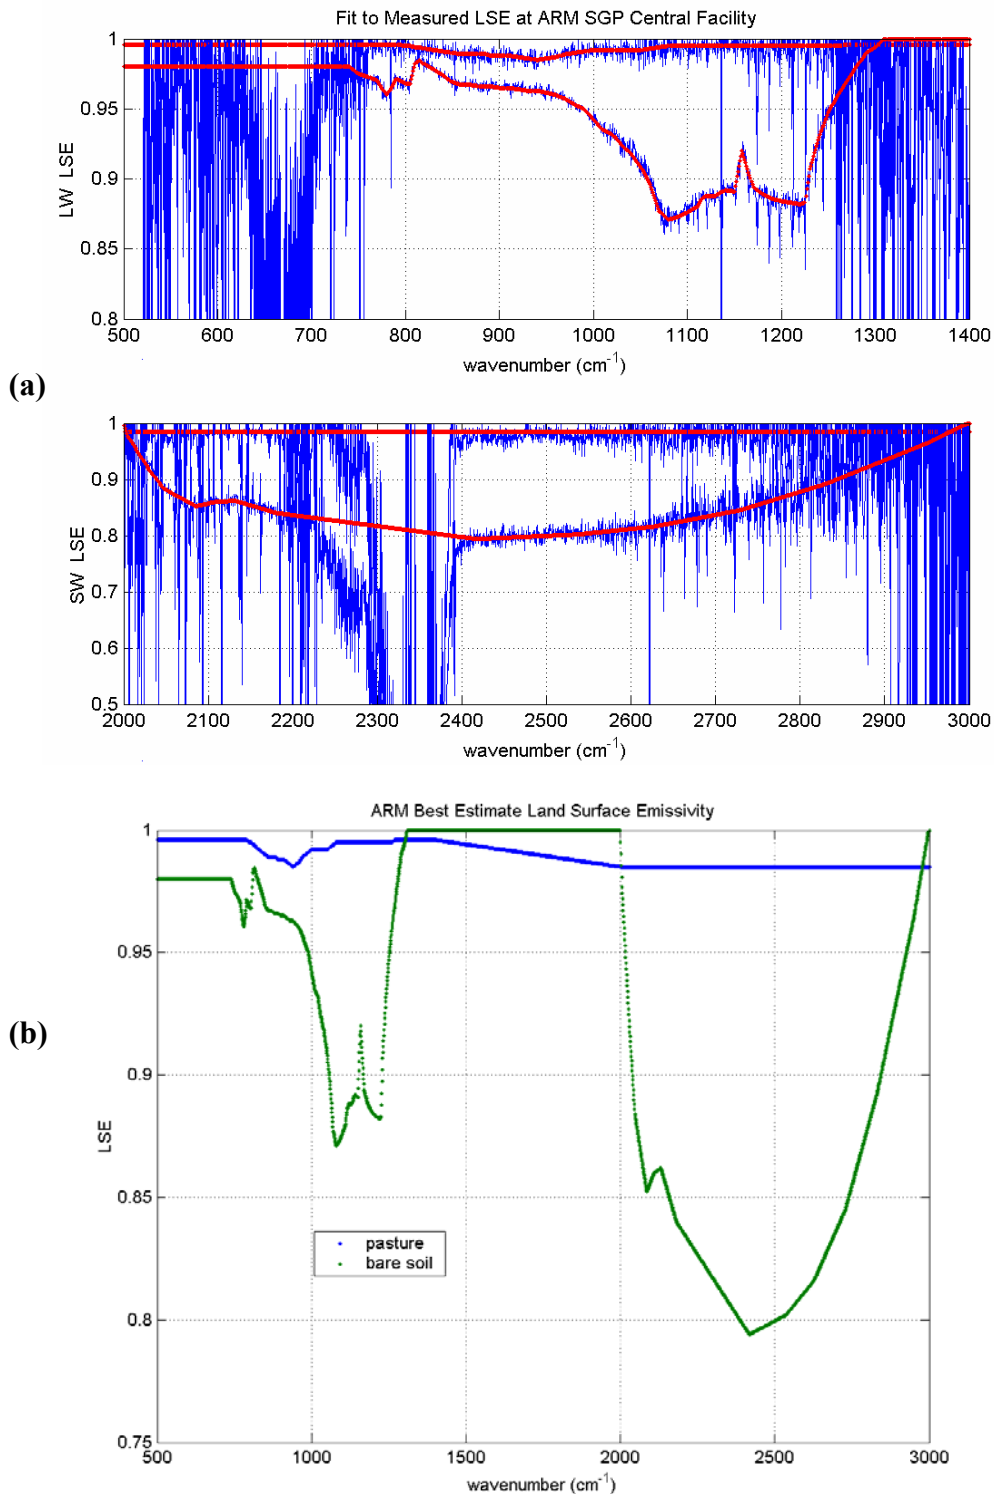 Fit to Measured LSE at ARM SGP Central Facility
1
0.95
0.9
0.85
0.8
LW LSE
500 600 700 800 900 1000 1100 1200 1300 1400
wavenumber (cm-1)
(a)
1
0.9
0.8
0.7
0.6
0.5
SW LSE
2000 2100 2200 2300 2400 2500 2600 2700 2800 2900 3000
wavenumber (cm-1)
ARM Best Estimate Land Surface Emissivity
1
0.95
(b)
0.9
LSE
0.85
pasture
bare soil
0.8
0.75
500 1000 1500 2000 2500 3000
wavenumber (cm-1)